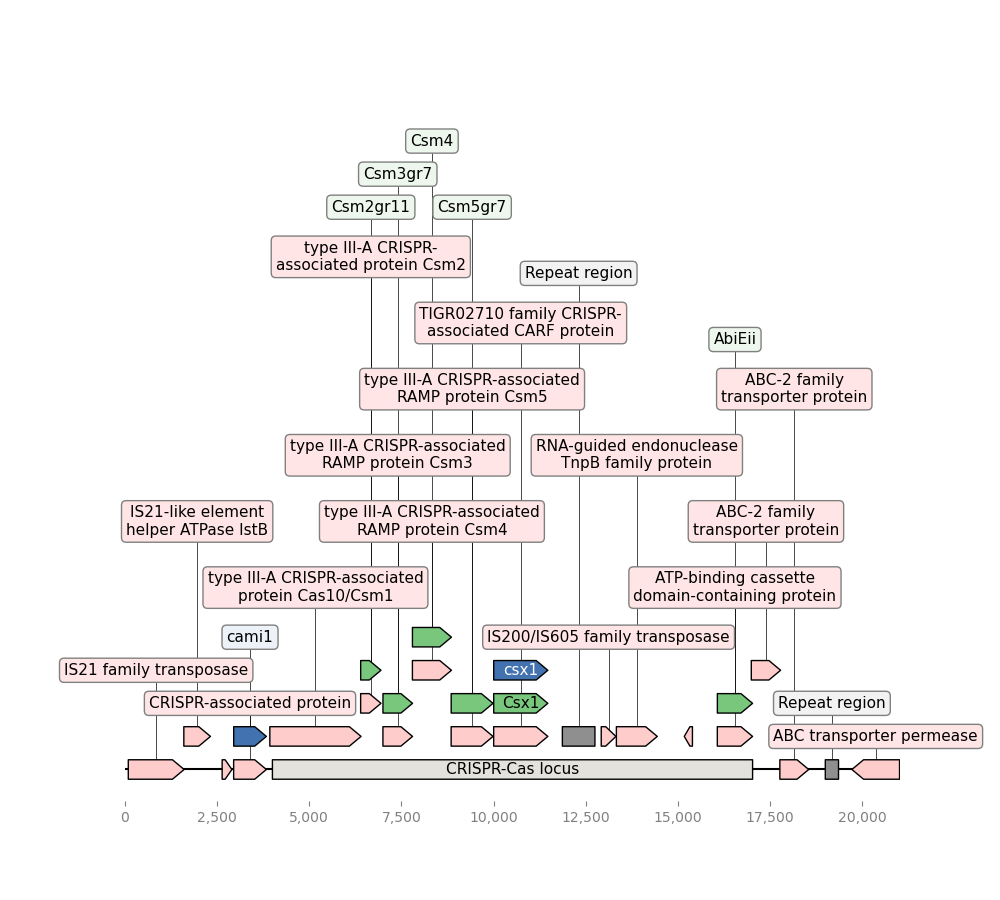 Csm4
Csm3gr7
Csm2gr11
Csm5gr7
type III-A CRISPR-
associated protein Csm2
Repeat region
TIGR02710 family CRISPR-
associated CARF protein
AbiEii
type III-A CRISPR-associated
RAMP protein Csm5
ABC-2 family
transporter protein
type III-A CRISPR-associated
RAMP protein Csm3
RNA-guided endonuclease
TnpB family protein
IS21-like element
helper ATPase IstB
type III-A CRISPR-associated
RAMP protein Csm4
ABC-2 family
transporter protein
type III-A CRISPR-associated
protein Cas10/Csm1
ATP-binding cassette
domain-containing protein
cami1
IS200/IS605 family transposase
IS21 family transposase
csx1
CRISPR-associated protein
Csx1
Repeat region
ABC transporter permease
CRISPR-Cas locus
0
2,500
5,000
7,500
10,000
12,500
15,000
17,500
20,000